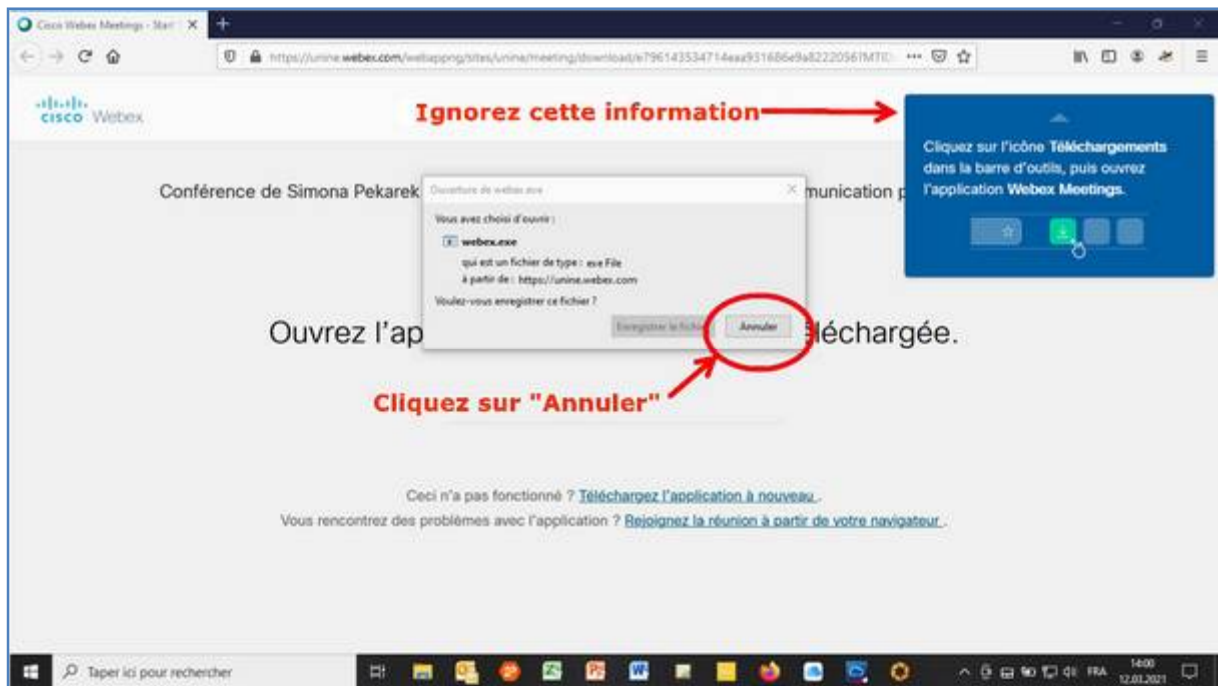 Cisco Webex Meetings - Start
https://unine.webex.com/webappng/sites/unine/meeting/download/
cisco Webex
Ignorez cette information
Cliquez sur l'icône Téléchargements
dans la barre d'outils, puis ouvrez
l'application Webex Meetings.
Conférence de Simona Pekarek
munication p
Ouverture de webex.exe
Vous avez choisi d'ouvrir :
webex.exe
qui est un fichier de type : exe File
à partir de : https://unine.webex.com
Voulez-vous enregistrer ce fichier ?
Enregistrer le fichier
Annuler
Ouvrez l'ap
léchargée.
Cliquez sur "Annuler"
Ceci n'a pas fonctionné ? Téléchargez l'application à nouveau .
Vous rencontrez des problèmes avec l'application ? Rejoignez la réunion à partir de votre navigateur .
Taper ici pour rechercher
FRA
14:00
12.03.2021